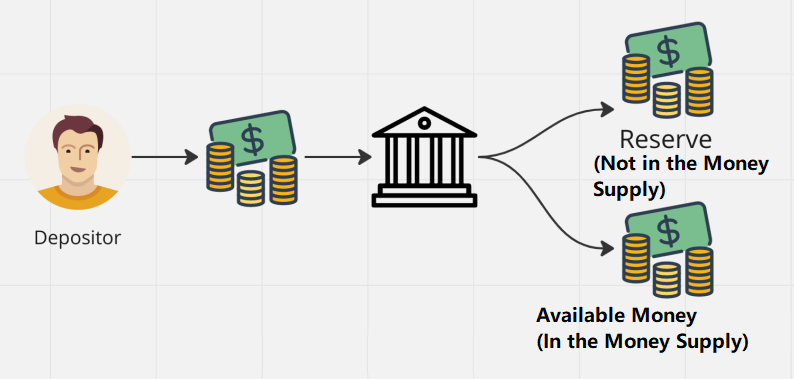 Depositor
Reserve
(Not in the Money
Supply)
Available Money
(In the Money Supply)